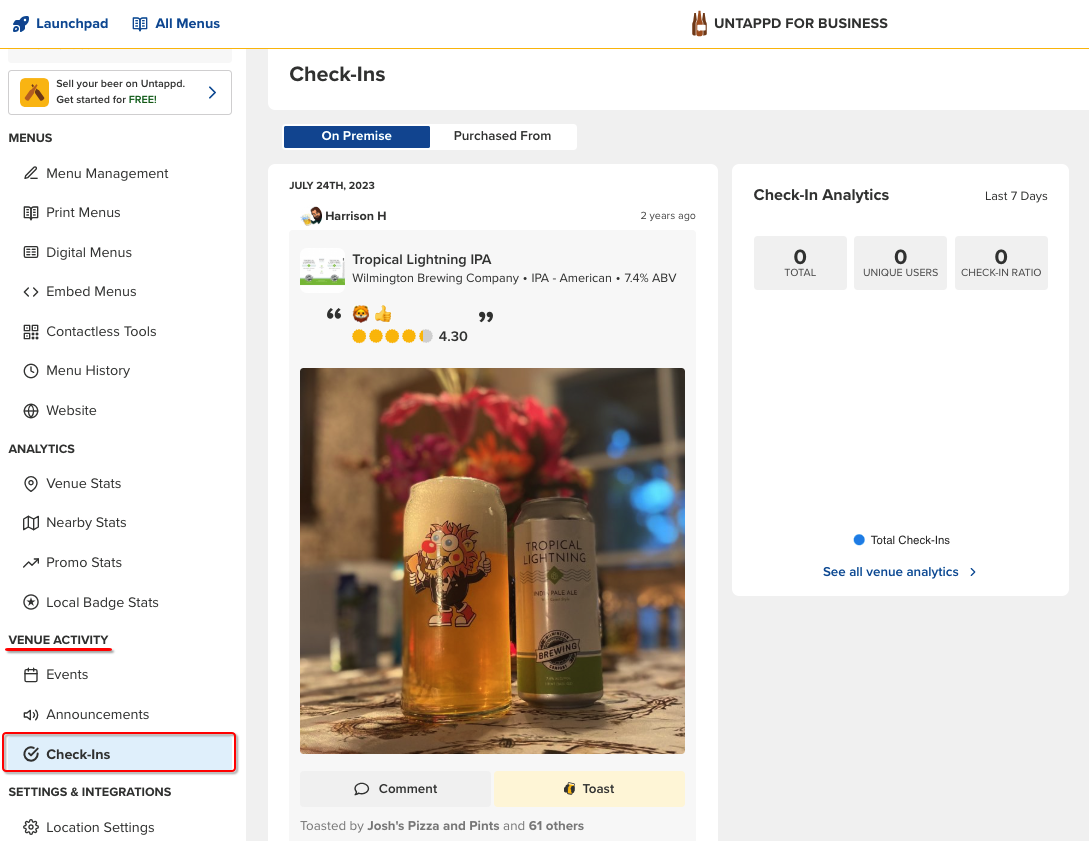 Launchpad
All Menus
UNTAPPD FOR BUSINESS
Sell your beer on Untappd.
Get started for FREE!
MENUS
Menu Management
Print Menus
Digital Menus
Embed Menus
Contactless Tools
Menu History
Website
ANALYTICS
Venue Stats
Nearby Stats
Promo Stats
Local Badge Stats
VENUE ACTIVITY
Events
Announcements
Check-Ins
SETTINGS & INTEGRATIONS
Location Settings
Check-Ins
On Premise
Purchased From
JULY 24TH, 2023
Harrison H
2 years ago
Tropical Lightning IPA
Wilmington Brewing Company • IPA - American • 7.4% ABV
“ ”
4.30
TROPICAL
LIGHTNING
INDIA PALE ALE
WILMINGTON
BREWING
COMPANY
Comment
Toast
Toasted by Josh's Pizza and Pints and 61 others
Check-In Analytics
Last 7 Days
0
TOTAL
0
UNIQUE USERS
0
CHECK-IN RATIO
Total Check-Ins
See all venue analytics